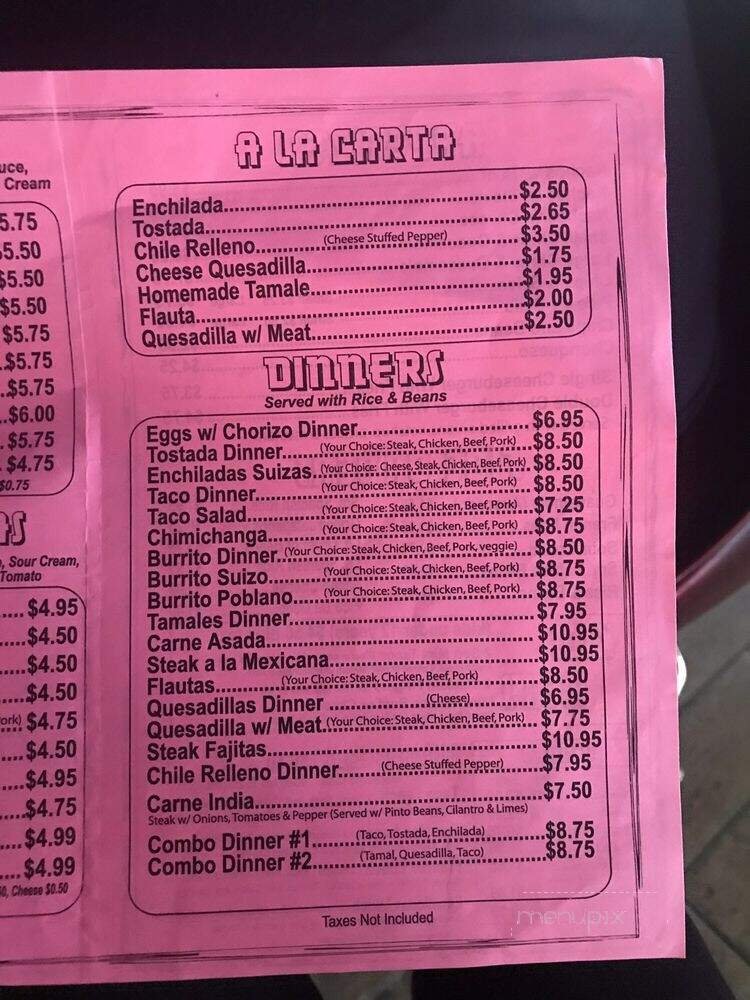 uce,
Cream
5.75
5.50
$5.50
$5.50
$5.75
.$5.75
.$5.75
..$6.00
. $5.75
. $4.75
$0.75
RS
, Sour Cream,
Tomato
.... $4.95
....$4.50
....$4.50
....$4.50
ork) $4.75
....$4.50
....$4.95
....$4.75
....$4.99
....$4.99
0, Cheese $0.50
A LA CARTA
Enchilada..........$2.50
Tostada..........$2.65
Chile Relleno..........(Cheese Stuffed Pepper)..........$3.50
Cheese Quesadilla..........$1.75
Homemade Tamale..........$1.95
Flauta..........$2.00
Quesadilla w/ Meat..........$2.50
DINNERS
Served with Rice & Beans
Eggs w/ Chorizo Dinner.......... $6.95
Tostada Dinner..........(Your Choice: Steak, Chicken, Beef, Pork).......... $8.50
Enchiladas Suizas..(Your Choice: Cheese, Steak, Chicken, Beef, Pork) $8.50
Taco Dinner..........(Your Choice: Steak, Chicken, Beef, Pork).......... $8.50
Taco Salad..........(Your Choice: Steak, Chicken, Beef, Pork).......... $7.25
Chimichanga..........(Your Choice: Steak, Chicken, Beef, Pork).......... $8.75
Burrito Dinner..(Your Choice: Steak, Chicken, Beef, Pork, veggie)... $8.50
Burrito Suizo..........(Your Choice: Steak, Chicken, Beef, Pork).......... $8.75
Burrito Poblano..........(Your Choice: Steak, Chicken, Beef, Pork).......... $8.75
Tamales Dinner.......... $7.95
Carne Asada.......... $10.95
Steak a la Mexicana..........$10.95
Flautas..........(Your Choice: Steak, Chicken, Beef, Pork)..........$8.50
Quesadillas Dinner ..........(Cheese).......... $6.95
Quesadilla w/ Meat.(Your Choice: Steak, Chicken, Beef, Pork).... $7.75
Steak Fajitas.......... $10.95
Chile Relleno Dinner..........(Cheese Stuffed Pepper)..........$7.95
Carne India..........$7.50
Steak w/ Onions, Tomatoes & Pepper (Served w/ Pinto Beans, Cilantro & Limes)
Combo Dinner #1..........(Taco, Tostada, Enchilada)..........$8.75
Combo Dinner #2..........(Tamal, Quesadilla, Taco)..........$8.75
Taxes Not Included
menupix